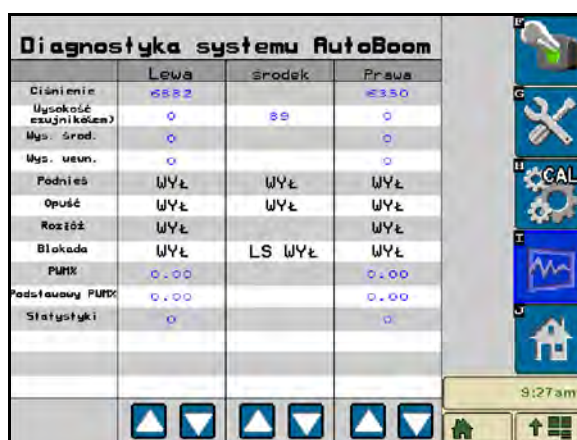 Diagnostyka systemu AutoBoom
Lewa środek Prawa
Ciśnienie 6882 6350
Wysokość
czujnikó(cm) 0 89 0
Wys. środ. 0 0
Wys. wewn. 0 0
Podnieś WYŁ WYŁ WYŁ
Opuść WYŁ WYŁ WYŁ
Rozłóż WYŁ WYŁ
Blokada WYŁ LS WYŁ WYŁ
PWM% 0.00 0.00
Podstawowy PWM% 0.00 0.00
Statystyki 0 0
F
G
H
CAL
I
J
9:27am